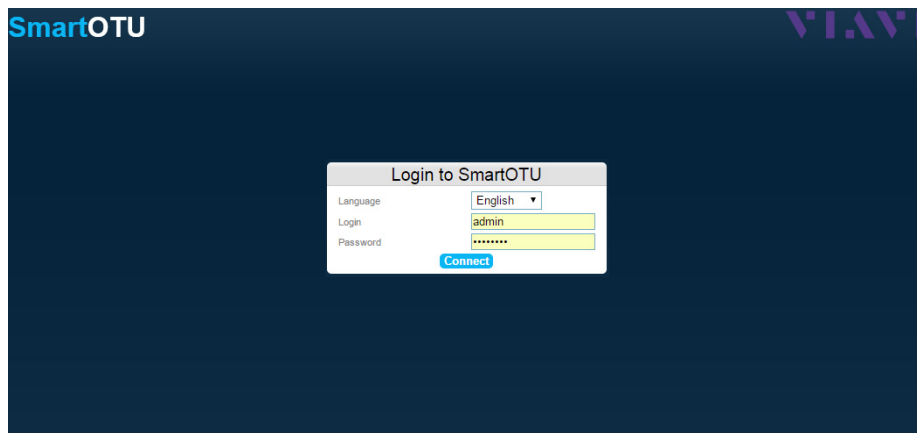 SmartOTU
VIAVI
Login to SmartOTU
Language English
Login admin
Password ••••••••
Connect